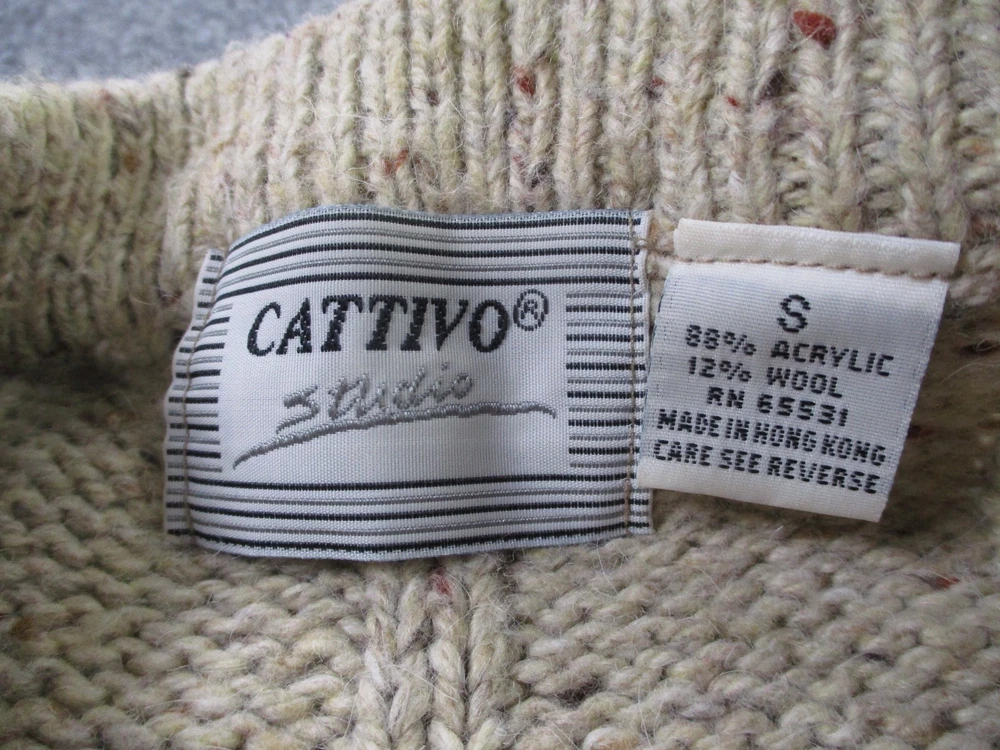 CATTIVO®
Studio
S
88% ACRYLIC
12% WOOL
RN 65531
MADE IN HONG KONG
CARE SEE REVERSE